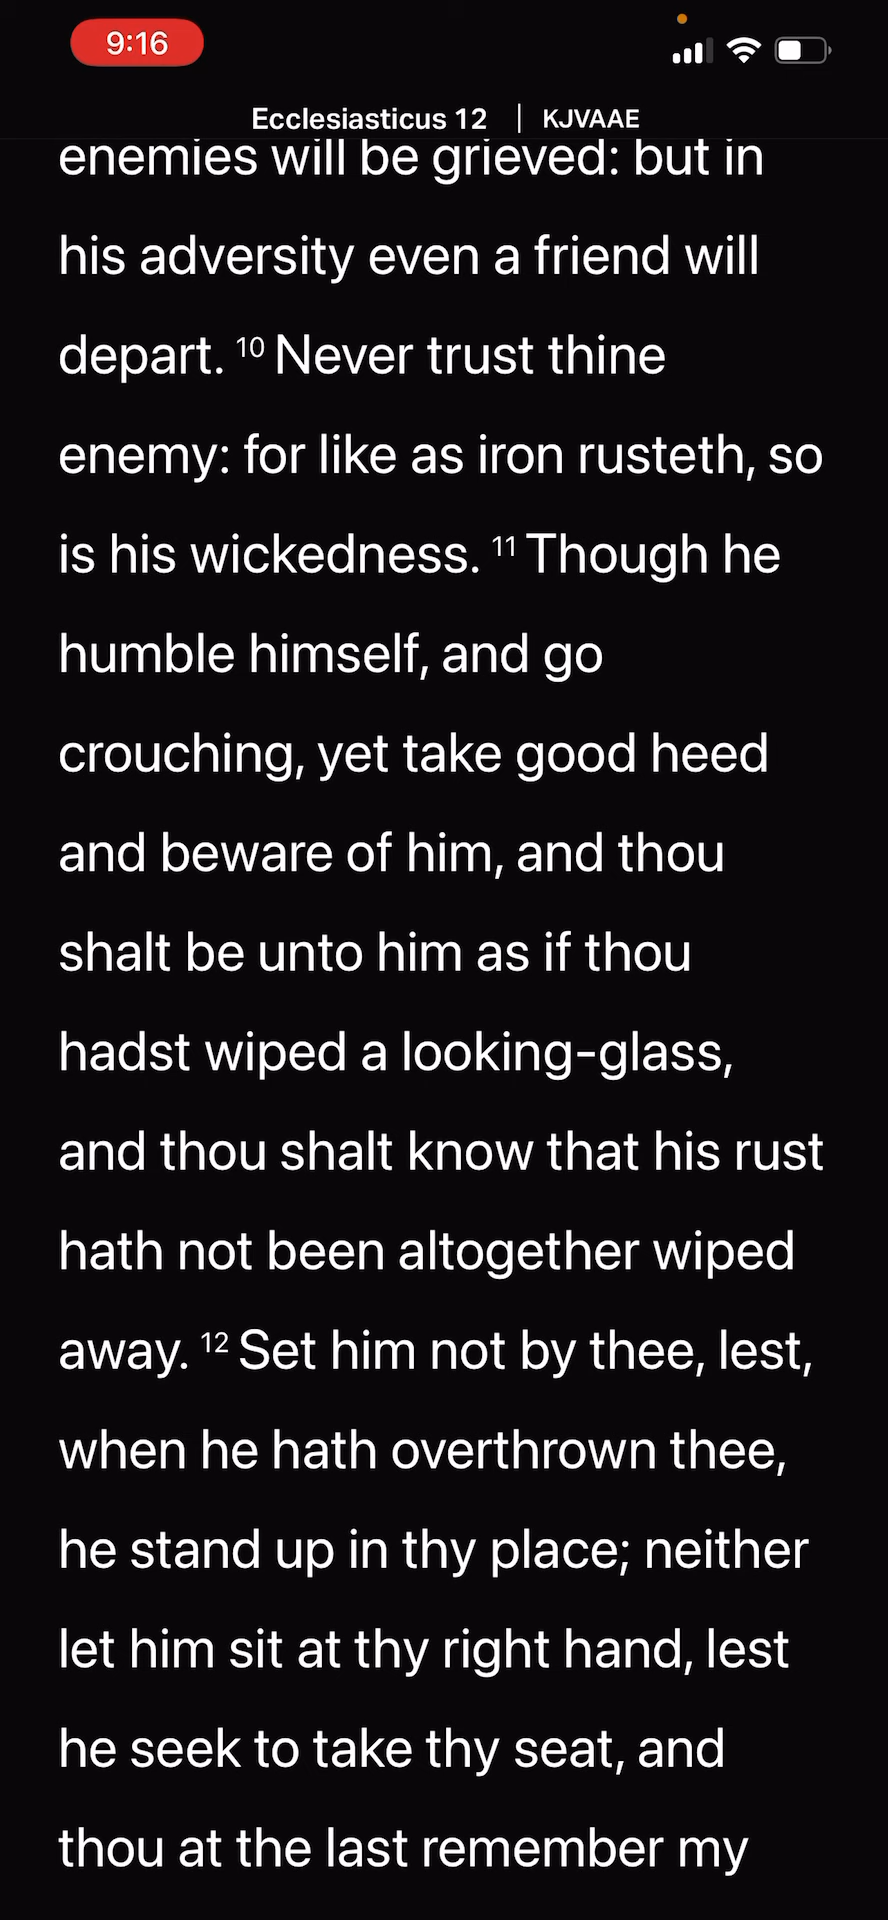 9:16
Ecclesiasticus 12 | KJVAAE
enemies will be grieved: but in
his adversity even a friend will
depart. 10 Never trust thine
enemy: for like as iron rusteth, so
is his wickedness. 11 Though he
humble himself, and go
crouching, yet take good heed
and beware of him, and thou
shalt be unto him as if thou
hadst wiped a looking-glass,
and thou shalt know that his rust
hath not been altogether wiped
away. 12 Set him not by thee, lest,
when he hath overthrown thee,
he stand up in thy place; neither
let him sit at thy right hand, lest
he seek to take thy seat, and
thou at the last remember my